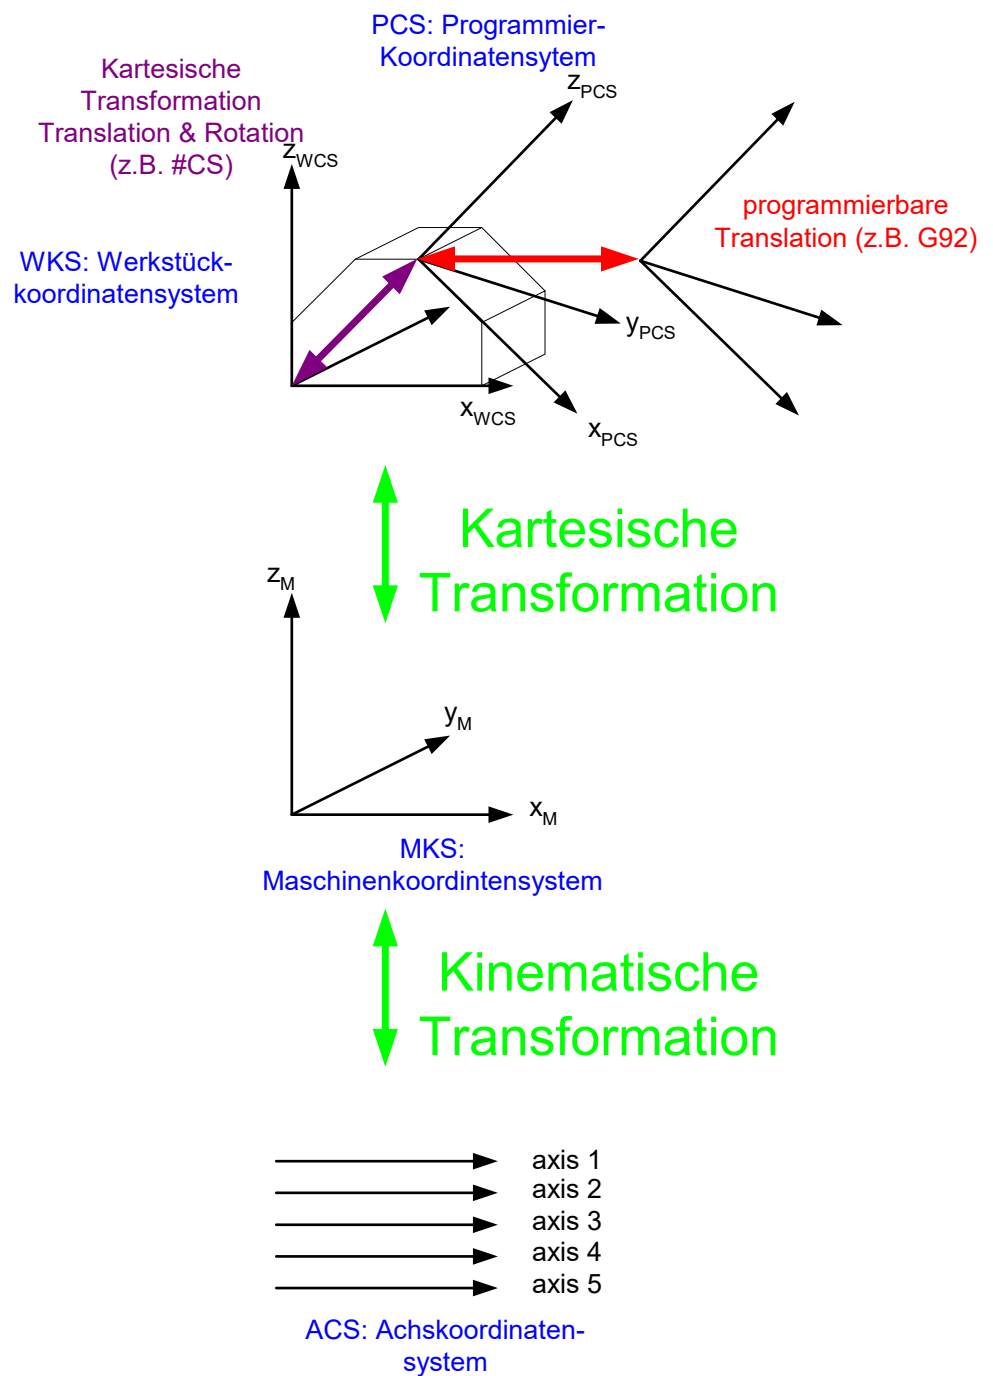 PCS: Programmier-
Koordinatensytem
Kartesische
Transformation
Translation & Rotation
(z.B. #CS)
zPCS
zWCS
programmierbare
Translation (z.B. G92)
WKS: Werkstück-
koordinatensystem
yPCS
xWCS
xPCS
Kartesische
Transformation
zM
yM
xM
MKS:
Maschinenkoordintensystem
Kinematische
Transformation
axis 1
axis 2
axis 3
axis 4
axis 5
ACS: Achskoordinaten-
system